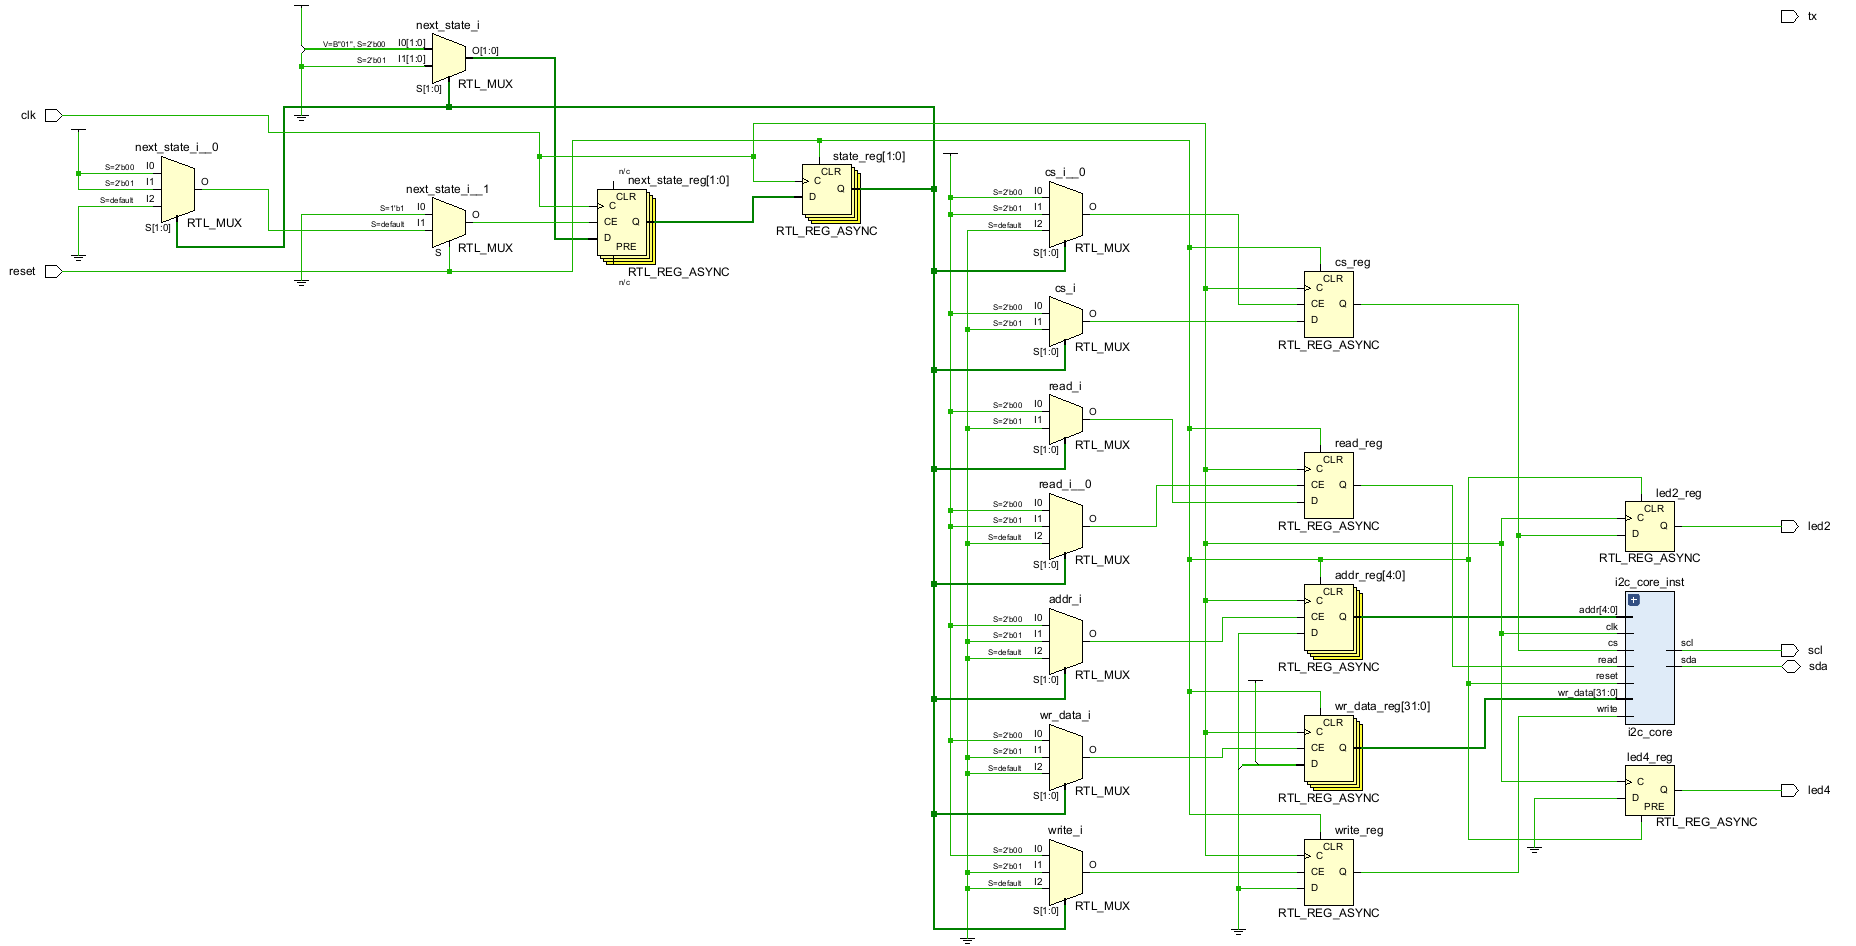 tx
next_state_i
V=B"01", S=2'b00 I0[1:0]
S=2'b01 I1[1:0]
O[1:0]
S[1:0]
RTL_MUX
clk
next_state_i__0
S=2'b00 I0
S=2'b01 I1
S=default I2
O
S[1:0]
RTL_MUX
next_state_i__1
S=1'b1 I0
S=default I1
O
S
RTL_MUX
reset
n/c
next_state_reg[1:0]
CLR
C
CE Q
D
PRE
RTL_REG_ASYNC
n/c
state_reg[1:0]
CLR
C
Q
D
RTL_REG_ASYNC
cs_i__0
S=2'b00 I0
S=2'b01 I1
S=default I2
O
S[1:0]
RTL_MUX
cs_i
S=2'b00 I0
S=2'b01 I1
O
S[1:0]
RTL_MUX
read_i
S=2'b00 I0
S=2'b01 I1
O
S[1:0]
RTL_MUX
read_i__0
S=2'b00 I0
S=2'b01 I1
S=default I2
O
S[1:0]
RTL_MUX
addr_i
S=2'b00 I0
S=2'b01 I1
S=default I2
O
S[1:0]
RTL_MUX
wr_data_i
S=2'b00 I0
S=2'b01 I1
S=default I2
O
S[1:0]
RTL_MUX
write_i
S=2'b00 I0
S=2'b01 I1
S=default I2
O
S[1:0]
RTL_MUX
cs_reg
CLR
C
CE Q
D
RTL_REG_ASYNC
read_reg
CLR
C
CE Q
D
RTL_REG_ASYNC
addr_reg[4:0]
CLR
C
CE Q
D
RTL_REG_ASYNC
wr_data_reg[31:0]
CLR
C
CE Q
D
RTL_REG_ASYNC
write_reg
CLR
C
CE Q
D
RTL_REG_ASYNC
led2_reg
CLR
C
Q
D
RTL_REG_ASYNC
led2
i2c_core_inst
addr[4:0]
clk
cs
read
reset
wr_data[31:0]
write
scl
sda
i2c_core
scl
sda
led4_reg
C
Q
D
PRE
RTL_REG_ASYNC
led4